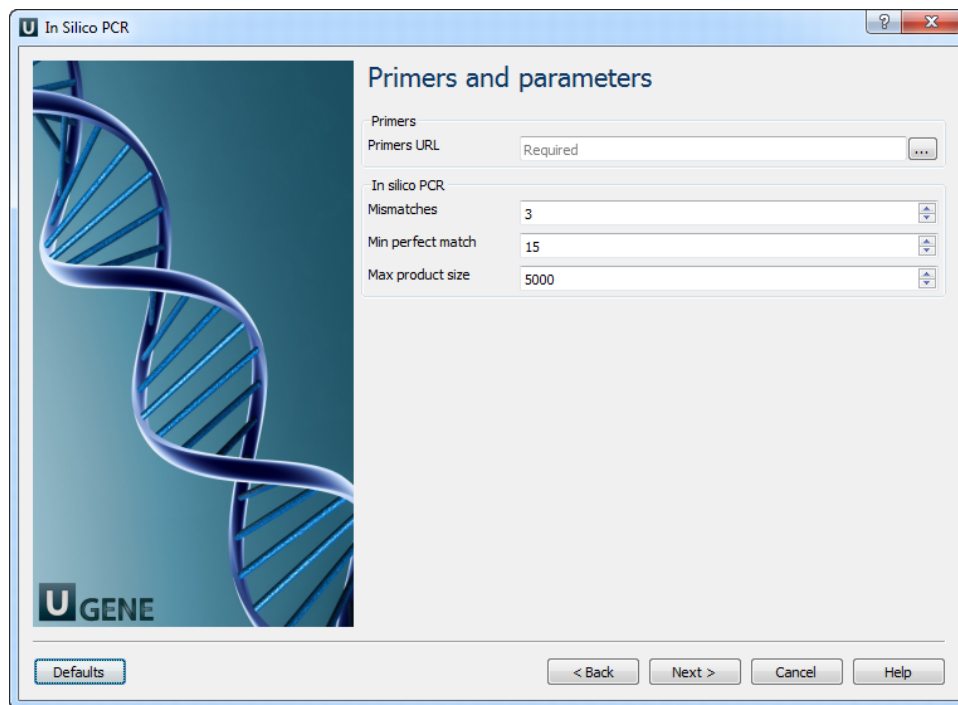 U In Silico PCR
?
X
Primers and parameters
Primers
Primers URL Required ...
In silico PCR
Mismatches 3
Min perfect match 15
Max product size 5000
U GENE
Defaults < Back Next > Cancel Help